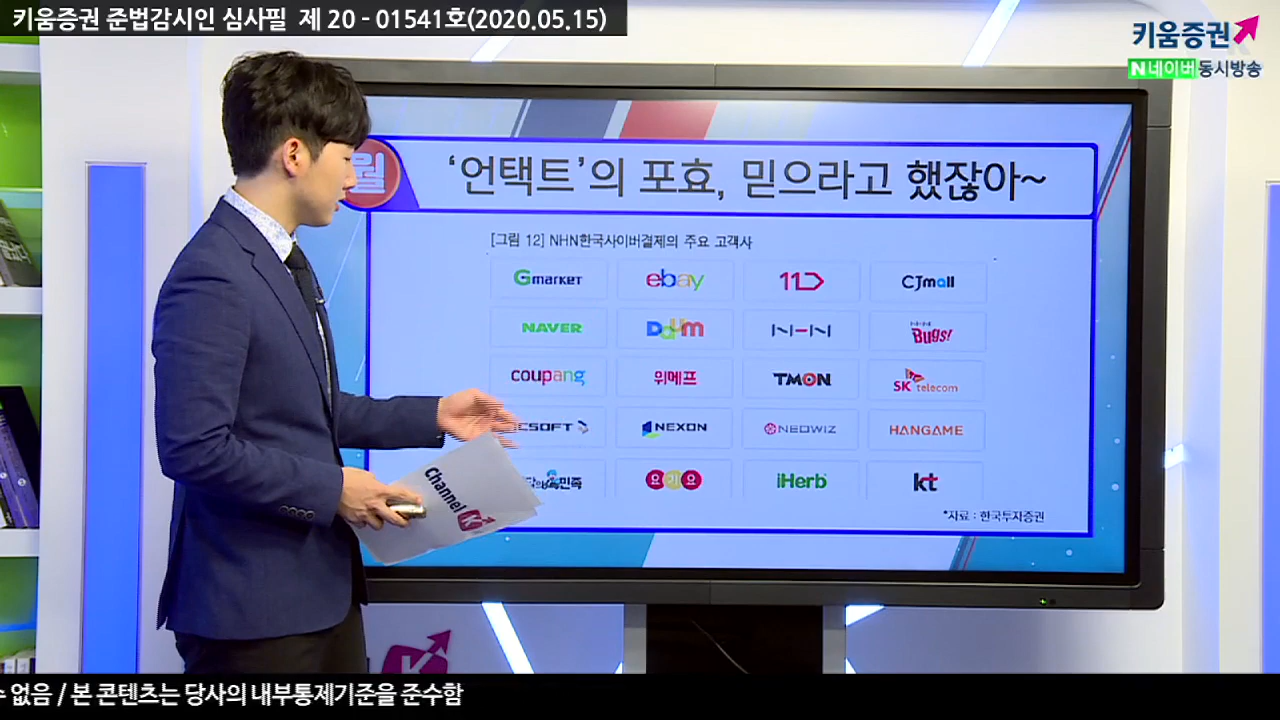 키움증권 준법감시인 심사필 제 20 - 01541호(2020.05.15)
키움증권
N 네이버 동시방송
월
‘언택트’의 포효, 믿으라고 했잖아~
[그림 12] NHN한국사이버결제의 주요 고객사
Gmarket ebay 11 CJmall
NAVER Daum NHN NHN Bugs!
coupang 위메프 TMON SK telecom
CSOFT NEXON NEOWIZ HANGAME
민족 요기요 iHerb kt
*자료 : 한국투자증권
Channel K
K
없음 / 본 콘텐츠는 당사의 내부통제기준을 준수함